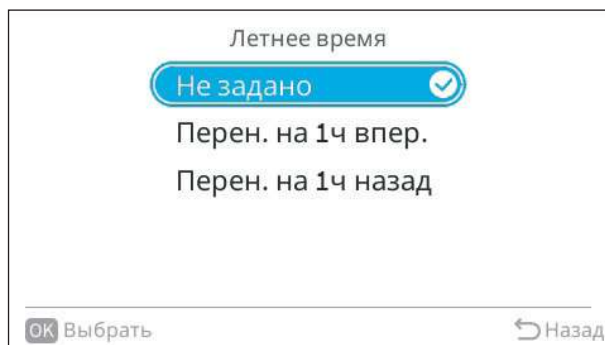 Летнее время
Не задано
Перен. на 1ч впер.
Перен. на 1ч назад
OK Выбрать
Назад